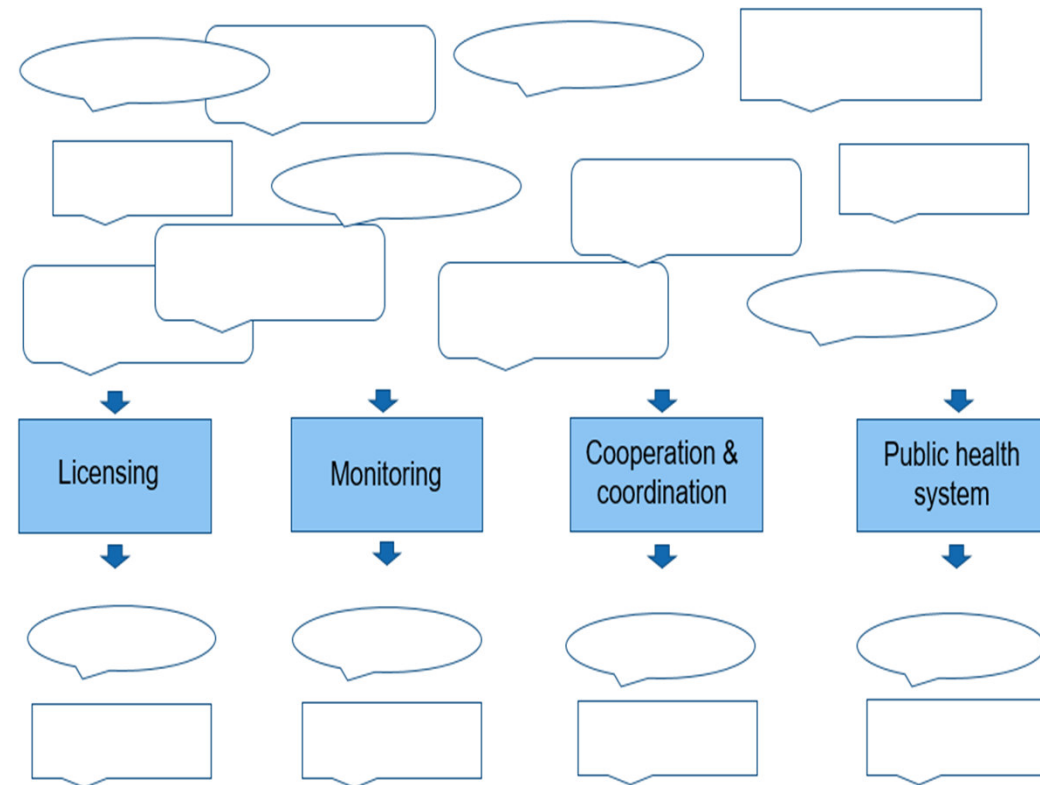 Licensing
Monitoring
Cooperation &
coordination
Public health
system